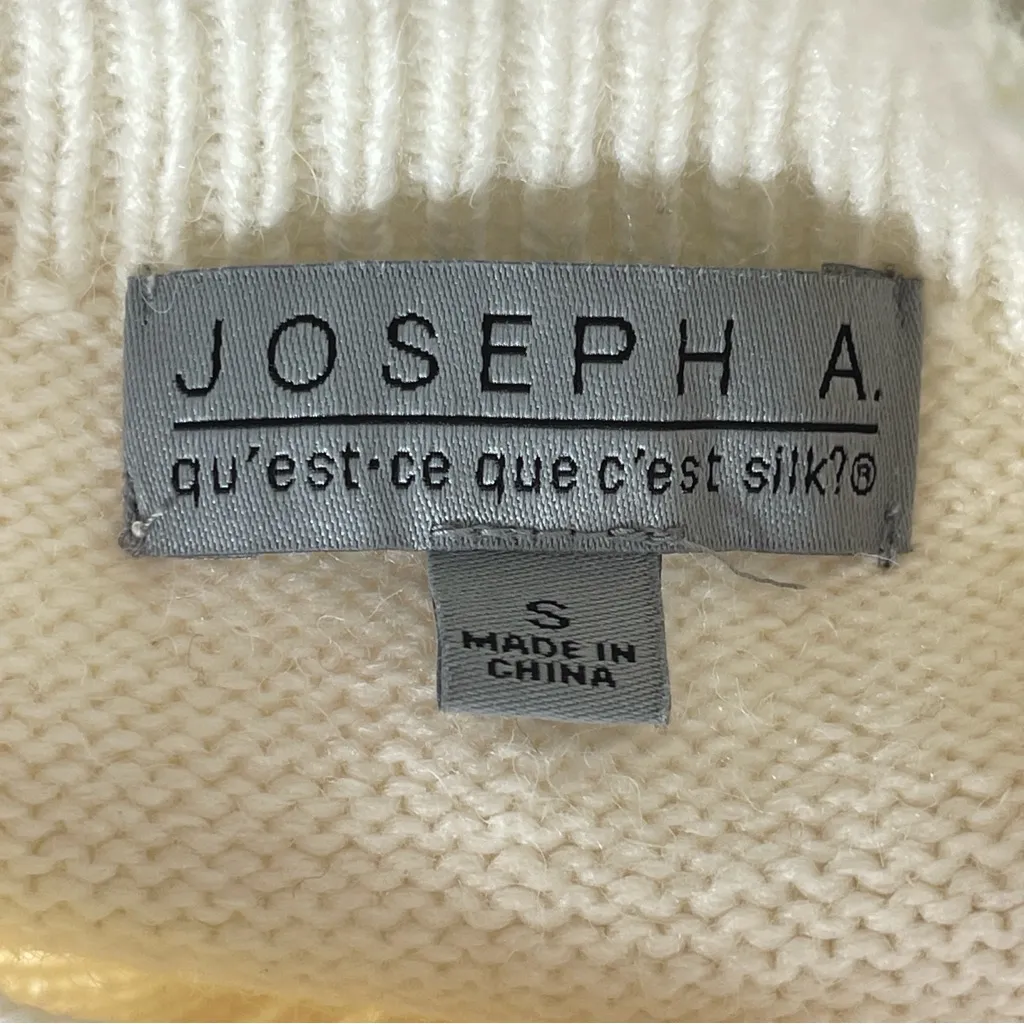 JOSEPH A.
qu'est·ce que c'est silk?®
S
MADE IN
CHINA